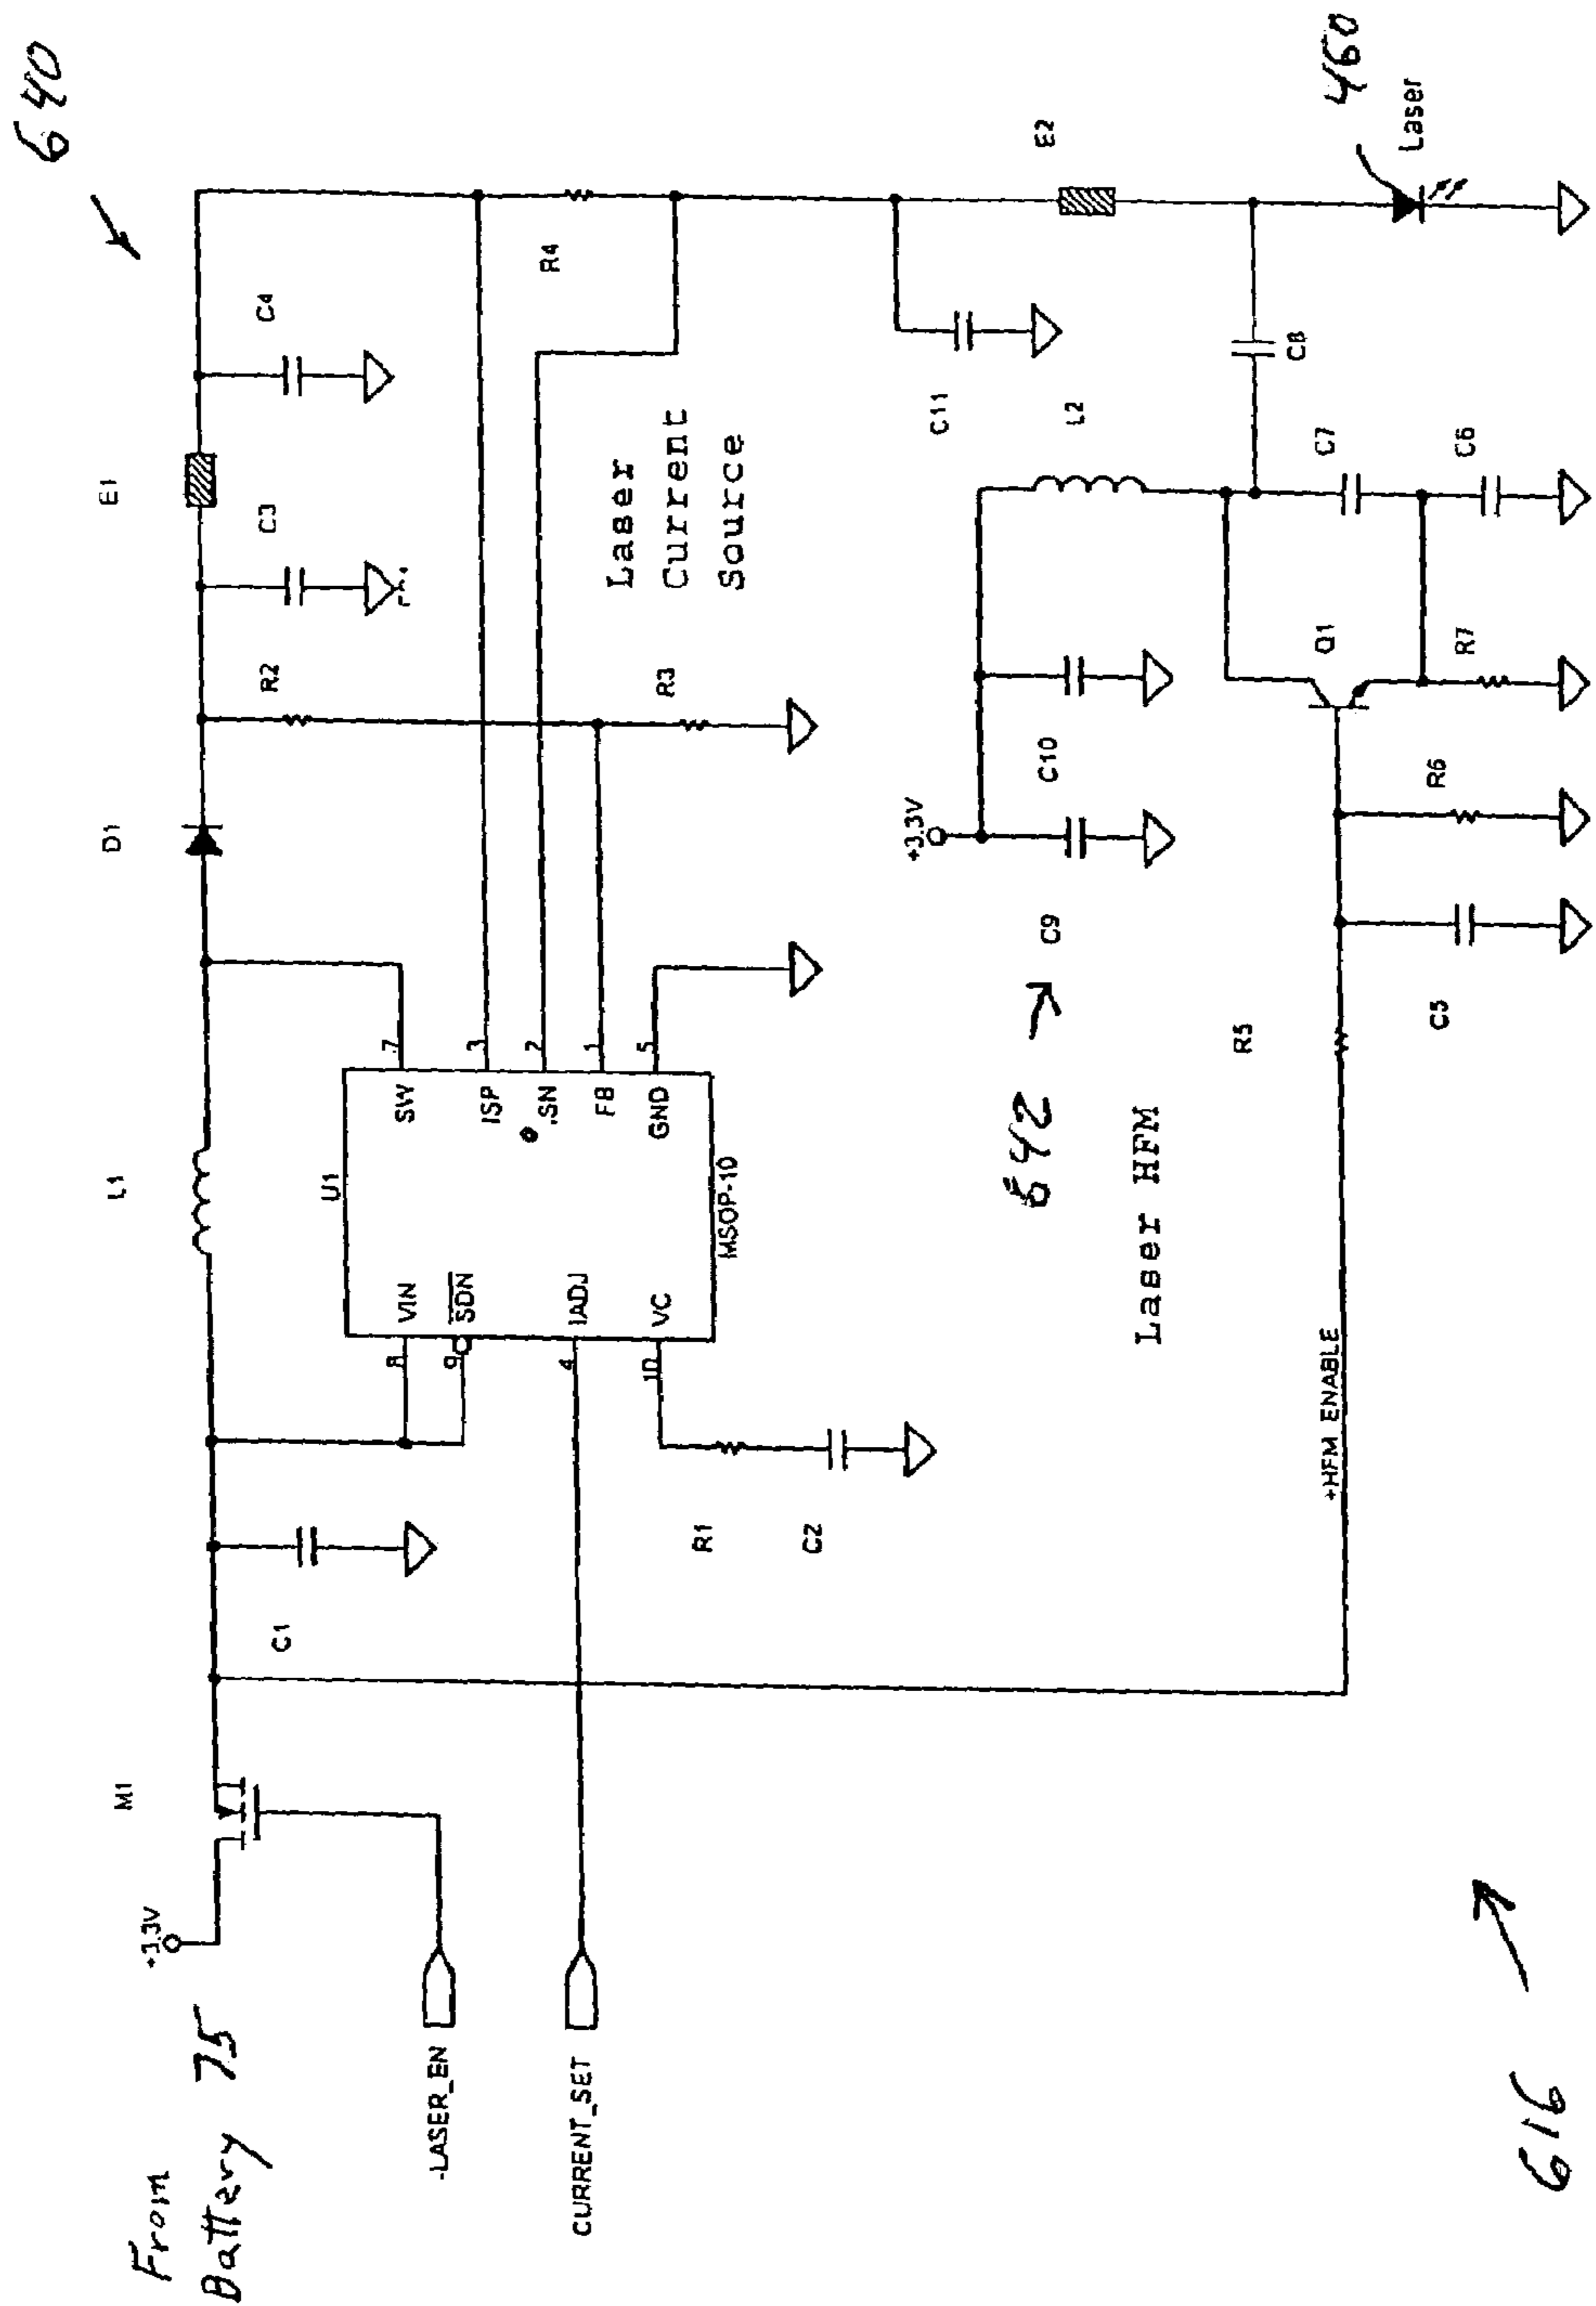 640
From
Battery 75
+3.3V
M1
L1
D1
E1
C1
R2
C3
C4
U1
VIN
SW
8
7
SDN
9
ISP
3
.SN
2
IADJ
4
FB
1
VC
10
GND
5
MSOP-10
R1
C2
R3
R4
-LASER_EN
CURRENT_SET
Laser
Current
Source
+3.3V
C9
C10
C11
L2
E2
642
Laser HFM
+HFM ENABLE
R5
C5
R6
Q1
R7
C7
C6
C8
460
Laser
616